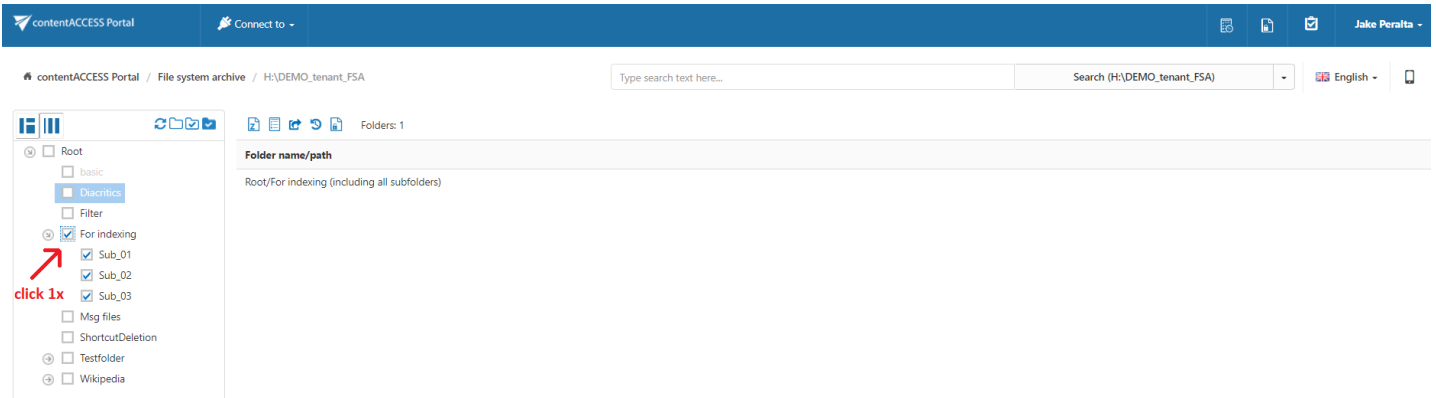 contentACCESS Portal
Connect to
Jake Peralta
contentACCESS Portal / File system archive / H:\DEMO_tenant_FSA
Type search text here...
Search (H:\DEMO_tenant_FSA)
English
Folders: 1
Root
Folder name/path
basic
Root/For indexing (including all subfolders)
Diacritics
Filter
For indexing
Sub_01
Sub_02
click 1x
Sub_03
Msg files
ShortcutDeletion
Testfolder
Wikipedia